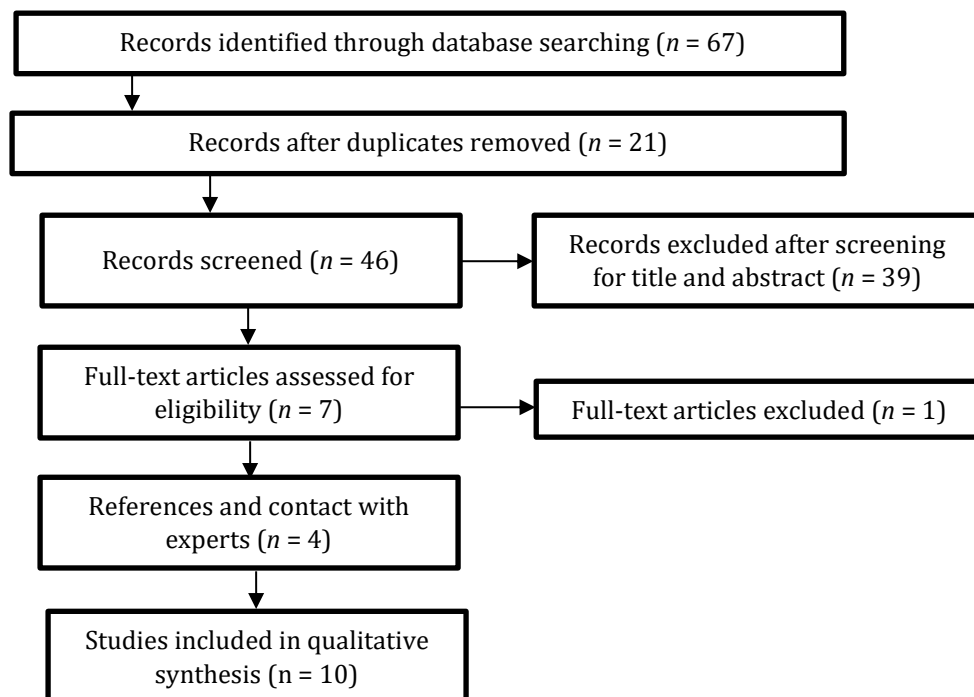 Records identified through database searching (n = 67)
Records after duplicates removed (n = 21)
Records screened (n = 46)
Records excluded after screening
for title and abstract (n = 39)
Full-text articles assessed for
eligibility (n = 7)
Full-text articles excluded (n = 1)
References and contact with
experts (n = 4)
Studies included in qualitative
synthesis (n = 10)